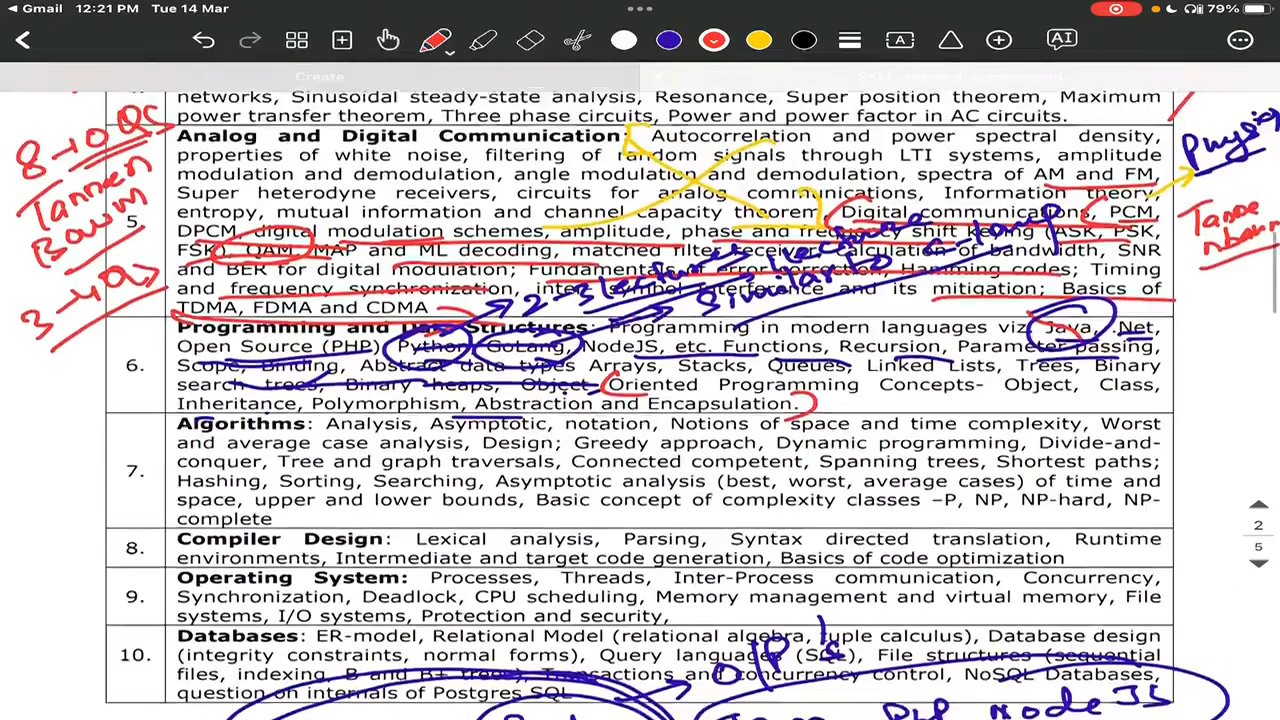 Gmail 12:21 PM Tue 14 Mar
79%
A
AI
Create
networks, Sinusoidal steady-state analysis, Resonance, Super position theorem, Maximum
power transfer theorem, Three phase circuits, Power and power factor in AC circuits.
8-10 QS
Tannen
Bowm
3-4Q
5
Analog and Digital Communication: Autocorrelation and power spectral density,
properties of white noise, filtering of random signals through LTI systems, amplitude
modulation and demodulation, angle modulation and demodulation, spectra of AM and FM,
Super heterodyne receivers, circuits for analog communications, Information theory,
entropy, mutual information and channel capacity theorem, Digital communications, PCM,
DPCM, digital modulation schemes, amplitude, phase and frequency shift keying (ASK, PSK,
FSK), QAM, MAP and ML decoding, matched filter receiver, calculation of bandwidth, SNR
and BER for digital modulation; Fundamentals of error correction, Hamming codes; Timing
and frequency synchronization, inter-symbol interference and its mitigation; Basics of
TDMA, FDMA and CDMA
2-3 lectures
6.
Programming and Data Structures: Programming in modern languages viz Java, .Net,
Open Source (PHP) Python GoLang, NodeJS, etc. Functions, Recursion, Parameter passing,
Scope, Binding, Abstract data types Arrays, Stacks, Queues, Linked Lists, Trees, Binary
search trees, Binary heaps, Object Oriented Programming Concepts- Object, Class,
Inheritance, Polymorphism, Abstraction and Encapsulation.
7.
Algorithms: Analysis, Asymptotic, notation, Notions of space and time complexity, Worst
and average case analysis, Design; Greedy approach, Dynamic programming, Divide-and-
conquer, Tree and graph traversals, Connected competent, Spanning trees, Shortest paths;
Hashing, Sorting, Searching, Asymptotic analysis (best, worst, average cases) of time and
space, upper and lower bounds, Basic concept of complexity classes –P, NP, NP-hard, NP-
complete
8.
Compiler Design: Lexical analysis, Parsing, Syntax directed translation, Runtime
environments, Intermediate and target code generation, Basics of code optimization
9.
Operating System: Processes, Threads, Inter-Process communication, Concurrency,
Synchronization, Deadlock, CPU scheduling, Memory management and virtual memory, File
systems, I/O systems, Protection and security,
10.
Databases: ER-model, Relational Model (relational algebra, tuple calculus), Database design
(integrity constraints, normal forms), Query languages (SQL), File structures (sequential
files, indexing, B and B+ trees), Transactions and concurrency control, NoSQL Databases,
question on internals of Postgres SQL
O/P
PHP Node JS
2
5